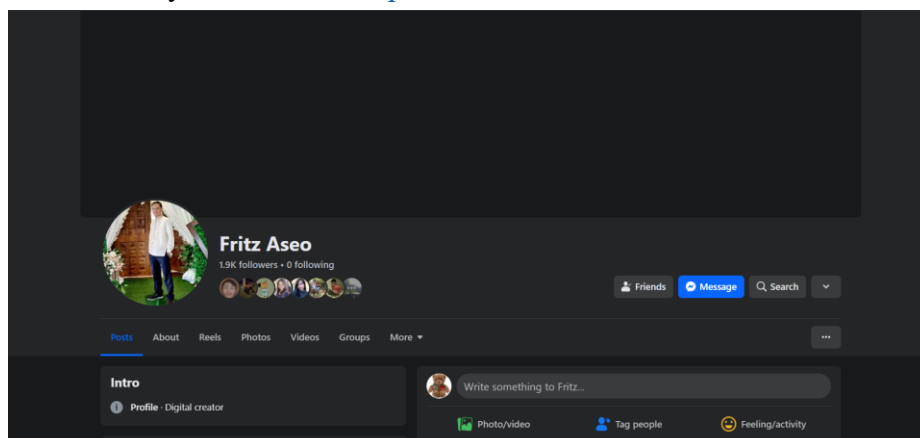 Fritz Aseo
1.9K followers • 0 following
Friends Message Search
Posts About Reels Photos Videos Groups More
Intro
Profile · Digital creator
Write something to Fritz...
Photo/video Tag people Feeling/activity